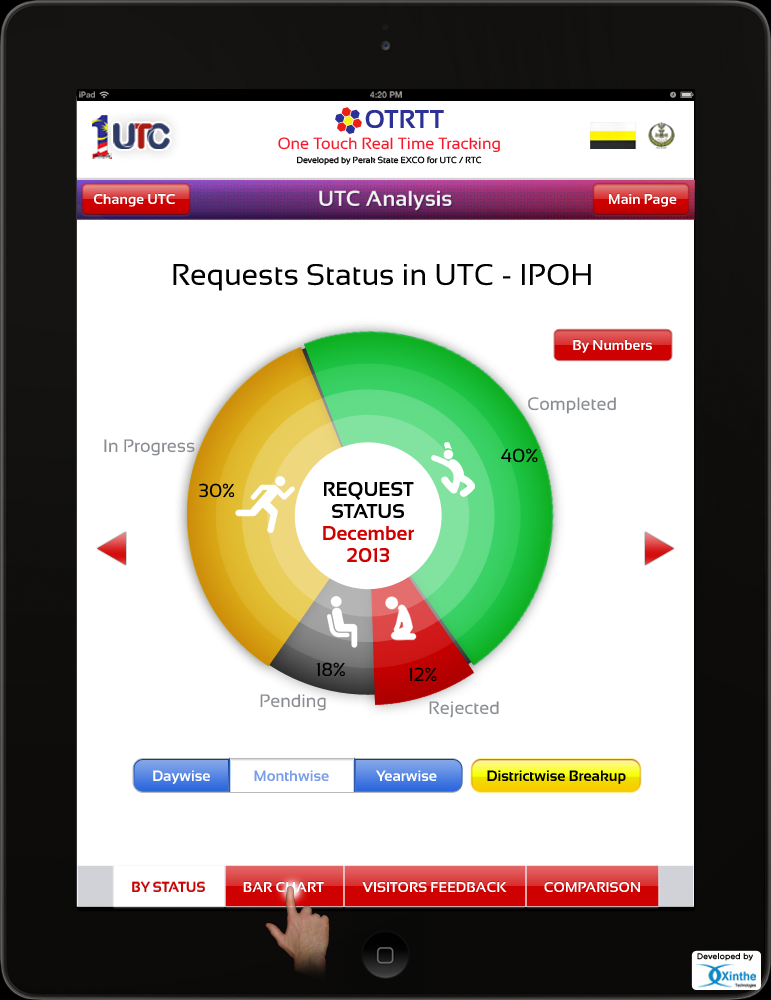 iPad
4:20 PM
1UTC
OTRTT
One Touch Real Time Tracking
Developed by Perak State EXCO for UTC / RTC
Change UTC
UTC Analysis
Main Page
Requests Status in UTC - IPOH
By Numbers
Completed
In Progress
40%
30%
REQUEST
STATUS
December
2013
18%
12%
Pending
Rejected
Daywise
Monthwise
Yearwise
Districtwise Breakup
BY STATUS
BAR CHART
VISITORS FEEDBACK
COMPARISON
Developed by
Xinthe
Technologies